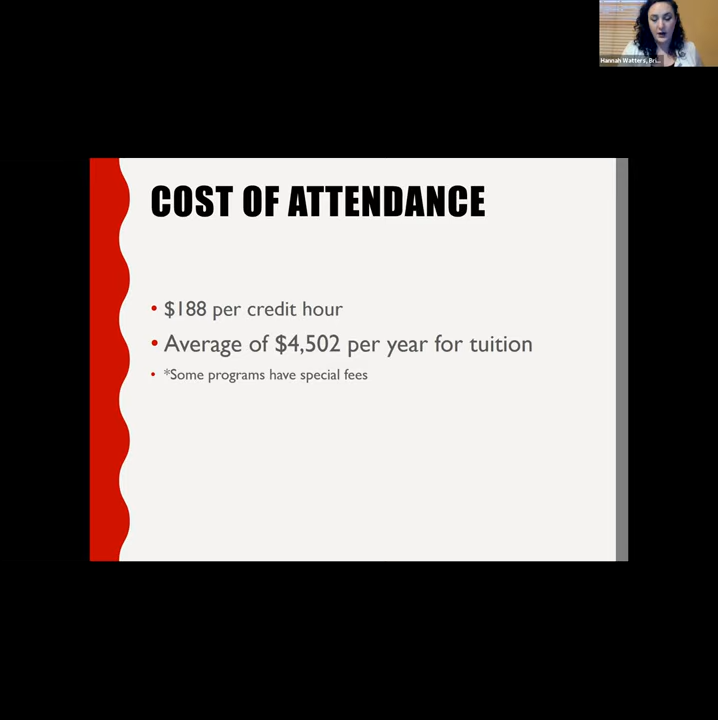 Hannah Watters, Bri...
COST OF ATTENDANCE
• $188 per credit hour
• Average of $4,502 per year for tuition
• *Some programs have special fees